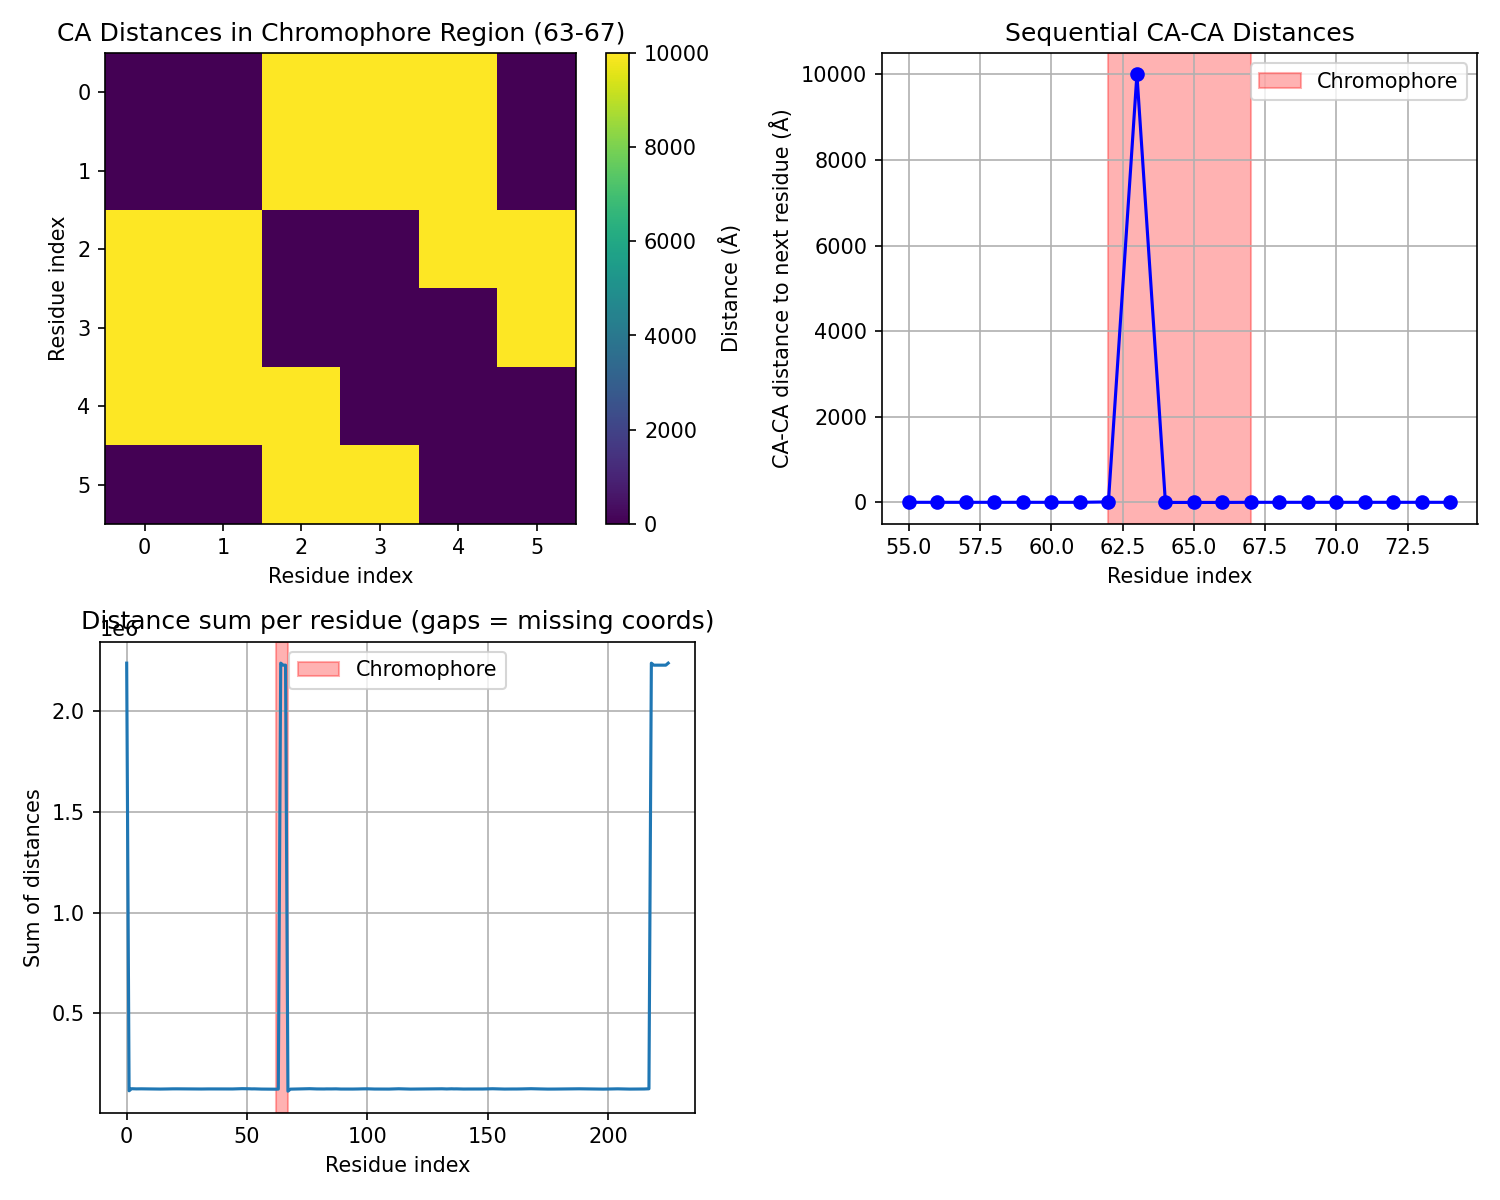 CA Distances in Chromophore Region (63-67)
0
1
2
3
4
5
Residue index
0 1 2 3 4 5
Residue index
10000
8000
6000
4000
2000
0
Distance (Å)
Sequential CA-CA Distances
Chromophore
10000
8000
6000
4000
2000
0
CA-CA distance to next residue (Å)
55.0 57.5 60.0 62.5 65.0 67.5 70.0 72.5
Residue index
Distance sum per residue (gaps = missing coords)
1e6
Chromophore
2.0
1.5
1.0
0.5
Sum of distances
0 50 100 150 200
Residue index